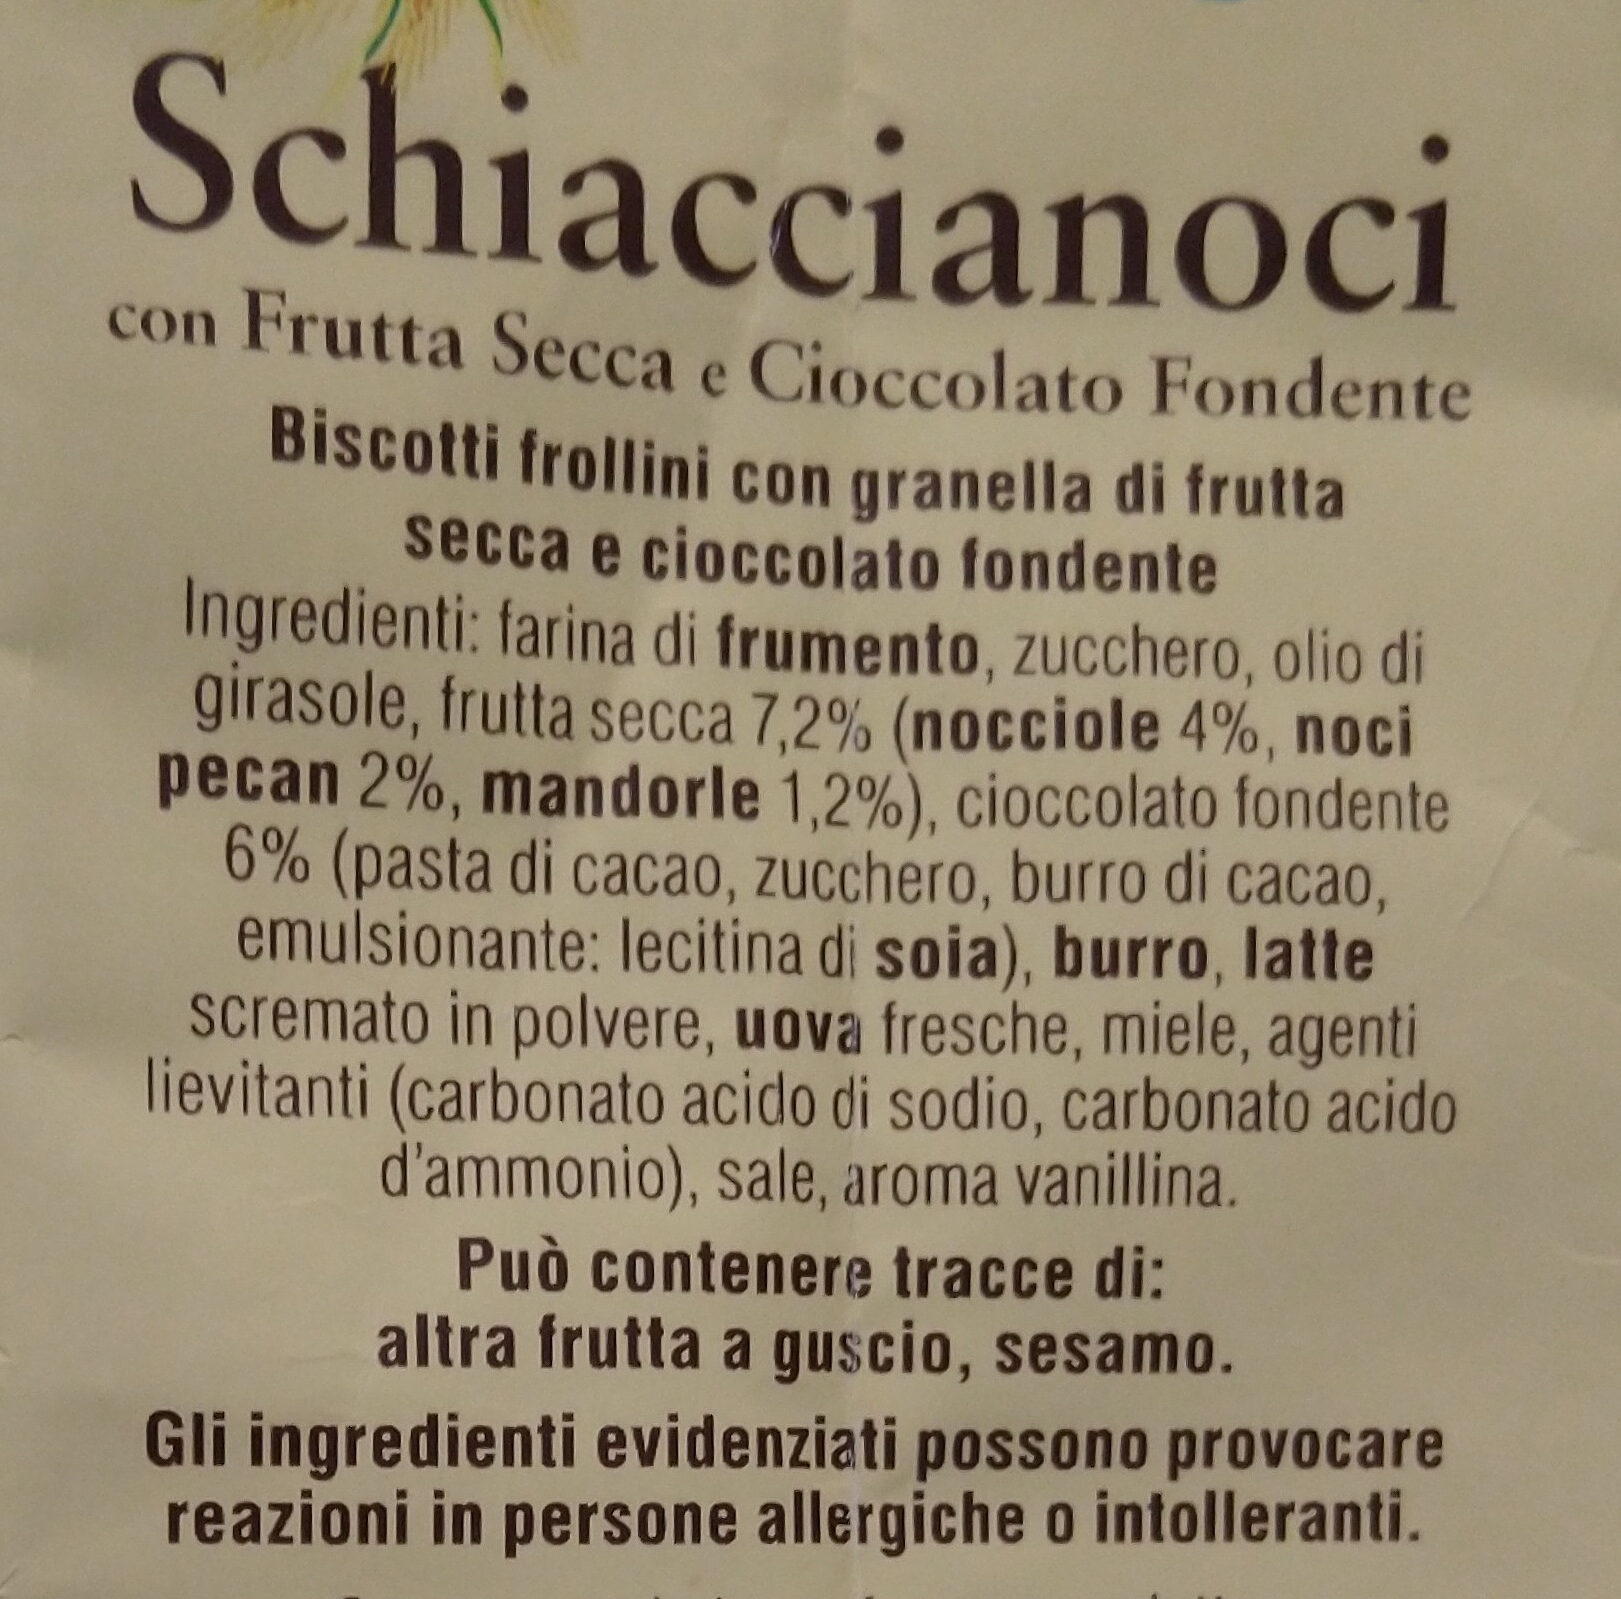 Schiaccianoci
con Frutta Secca e Cioccolato Fondente
Biscotti frollini con granella di frutta
secca e cioccolato fondente
Ingredienti: farina di frumento, zucchero, olio di
girasole, frutta secca 7,2% (nocciole 4%, noci
pecan 2%, mandorle 1,2%), cioccolato fondente
6% (pasta di cacao, zucchero, burro di cacao,
emulsionante: lecitina di soia), burro, latte
scremato in polvere, uova fresche, miele, agenti
lievitanti (carbonato acido di sodio, carbonato acido
d'ammonio), sale, aroma vanillina.
Può contenere tracce di:
altra frutta a guscio, sesamo.
Gli ingredienti evidenziati possono provocare
reazioni in persone allergiche o intolleranti.